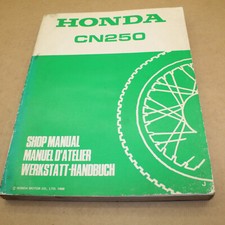 HONDA
CN250
SHOP MANUAL
MANUEL D'ATELIER
WERKSTATT-HANDBUCH